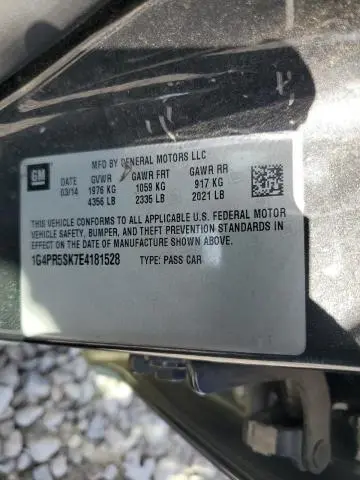 MFD BY GENERAL MOTORS LLC
GM DATE GVWR GAWR FRT GAWR RR
03/14 1976 KG 1059 KG 917 KG
4356 LB 2335 LB 2021 LB
THIS VEHICLE CONFORMS TO ALL APPLICABLE U.S. FEDERAL MOTOR
VEHICLE SAFETY, BUMPER, AND THEFT PREVENTION STANDARDS IN
EFFECT ON THE DATE OF MANUFACTURE SHOWN ABOVE.
1G4PR5SK7E4181528 TYPE: PASS CAR